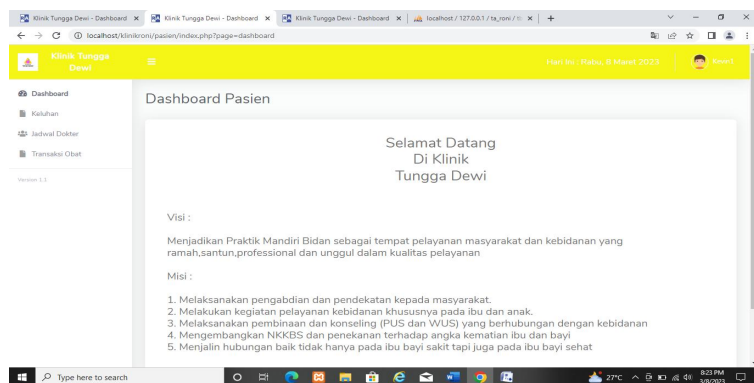 Klinik Tungga Dewi - Dashboard
Klinik Tungga Dewi - Dashboard
Klinik Tungga Dewi - Dashboard
localhost / 127.0.0.1 / ta_roni /
localhost/klinikroni/pasien/index.php?page=dashboard
Klinik Tungga
Dewi
Hari ini : Rabu, 8 Maret 2023
Kevin1
Dashboard
Keluhan
Jadwal Dokter
Transaksi Obat
Version 1.1
Dashboard Pasien
Selamat Datang
Di Klinik
Tungga Dewi
Visi :
Menjadikan Praktik Mandiri Bidan sebagai tempat pelayanan masyarakat dan kebidanan yang
ramah,santun,professional dan unggul dalam kualitas pelayanan
Misi :
1. Melaksanakan pengabdian dan pendekatan kepada masyarakat.
2. Melakukan kegiatan pelayanan kebidanan khususnya pada ibu dan anak.
3. Melaksanakan pembinaan dan konseling (PUS dan WUS) yang berhubungan dengan kebidanan
4. Mengembangkan NKKBS dan penekanan terhadap angka kematian ibu dan bayi
5. Menjalin hubungan baik tidak hanya pada ibu bayi sakit tapi juga pada ibu bayi sehat
Type here to search
27°C
8:23 PM
3/8/2023